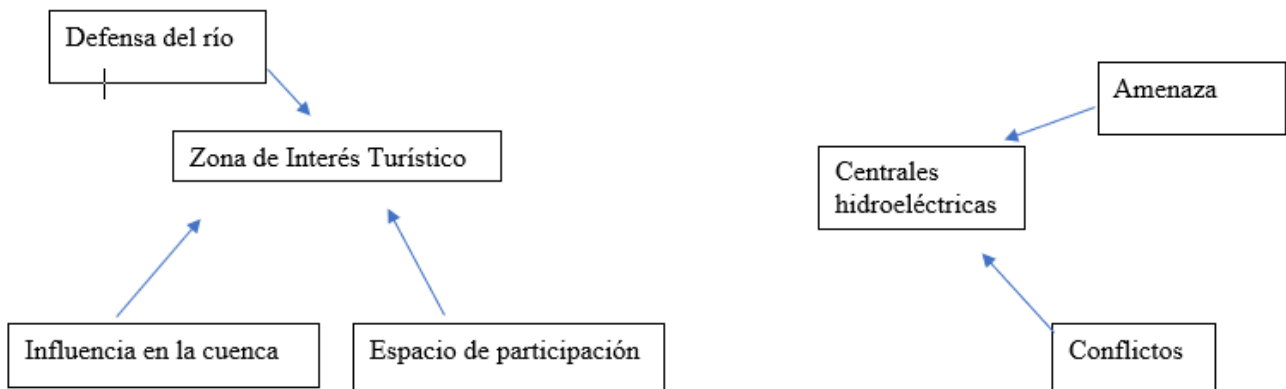 Defensa del río
Amenaza
Zona de Interés Turístico
Centrales
hidroeléctricas
Influencia en la cuenca
Espacio de participación
Conflictos